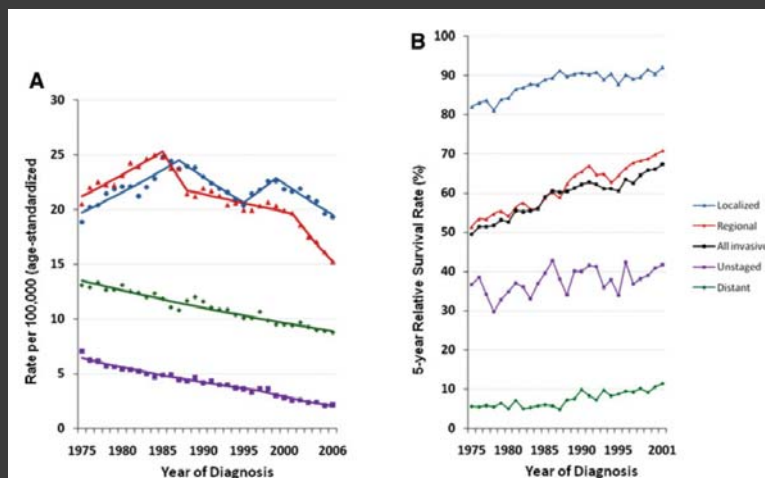 A
30
25
20
15
10
5
0
Rate per 100,000 (age-standardized
1975 1980 1985 1990 1995 2000 2006
Year of Diagnosis
B
100
90
80
70
60
50
40
30
20
10
0
5-year Relative Survival Rate (%)
1975 1980 1985 1990 1995 2001
Year of Diagnosis
Localized
Regional
All invasive
Unstaged
Distant